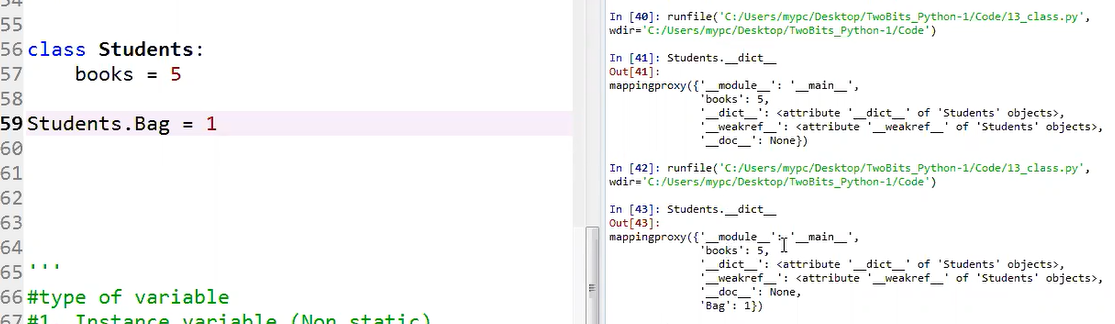 54
55
56 class Students:
57     books = 5
58
59 Students.Bag = 1
60
61
62
63
64
65 '''
66 #type of variable
67 #1. Instance variable (Non static)
In [40]: runfile('C:/Users/mypc/Desktop/TwoBits_Python-1/Code/13_class.py',
wdir='C:/Users/mypc/Desktop/TwoBits_Python-1/Code')
In [41]: Students.__dict__
Out[41]:
mappingproxy({'__module__': '__main__',
'books': 5,
'__dict__': <attribute '__dict__' of 'Students' objects>,
'__weakref__': <attribute '__weakref__' of 'Students' objects>,
'__doc__': None})
In [42]: runfile('C:/Users/mypc/Desktop/TwoBits_Python-1/Code/13_class.py',
wdir='C:/Users/mypc/Desktop/TwoBits_Python-1/Code')
In [43]: Students.__dict__
Out[43]:
mappingproxy({'__module__': '__main__',
'books': 5,
'__dict__': <attribute '__dict__' of 'Students' objects>,
'__weakref__': <attribute '__weakref__' of 'Students' objects>,
'__doc__': None,
'Bag': 1})